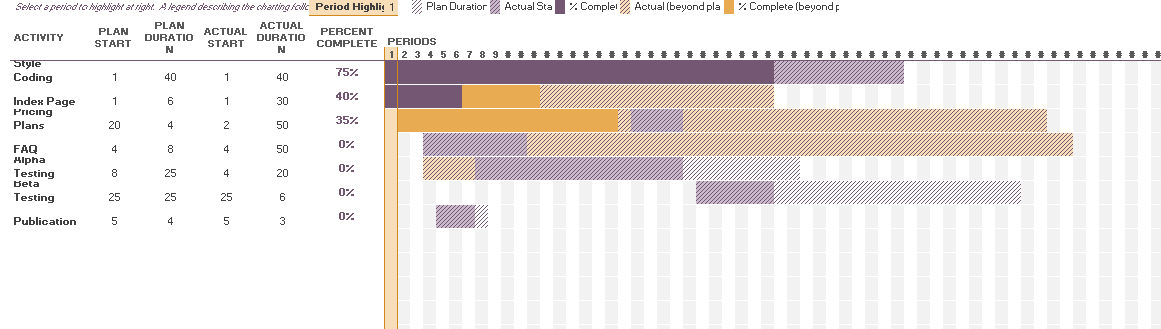 Select a period to highlight at right. A legend describing the charting follo
Period Highlig 1
Plan Duration Actual Sta % Complet Actual (beyond pla % Complete (beyond p
ACTIVITY PLAN START PLAN DURATIO N ACTUAL START ACTUAL DURATIO N PERCENT COMPLETE PERIODS
1 2 3 4 5 6 7 8 9 # # # # # # # # # # # # # # # # # # # # # # # # # # # # # # # # # # # # # # # # # # # # # # # # # # #
Style Coding 1 40 1 40 75%
Index Page 1 6 1 30 40%
Pricing Plans 20 4 2 50 35%
FAQ 4 8 4 50 0%
Alpha Testing 8 25 4 20 0%
Beta Testing 25 25 25 6 0%
Publication 5 4 5 3 0%